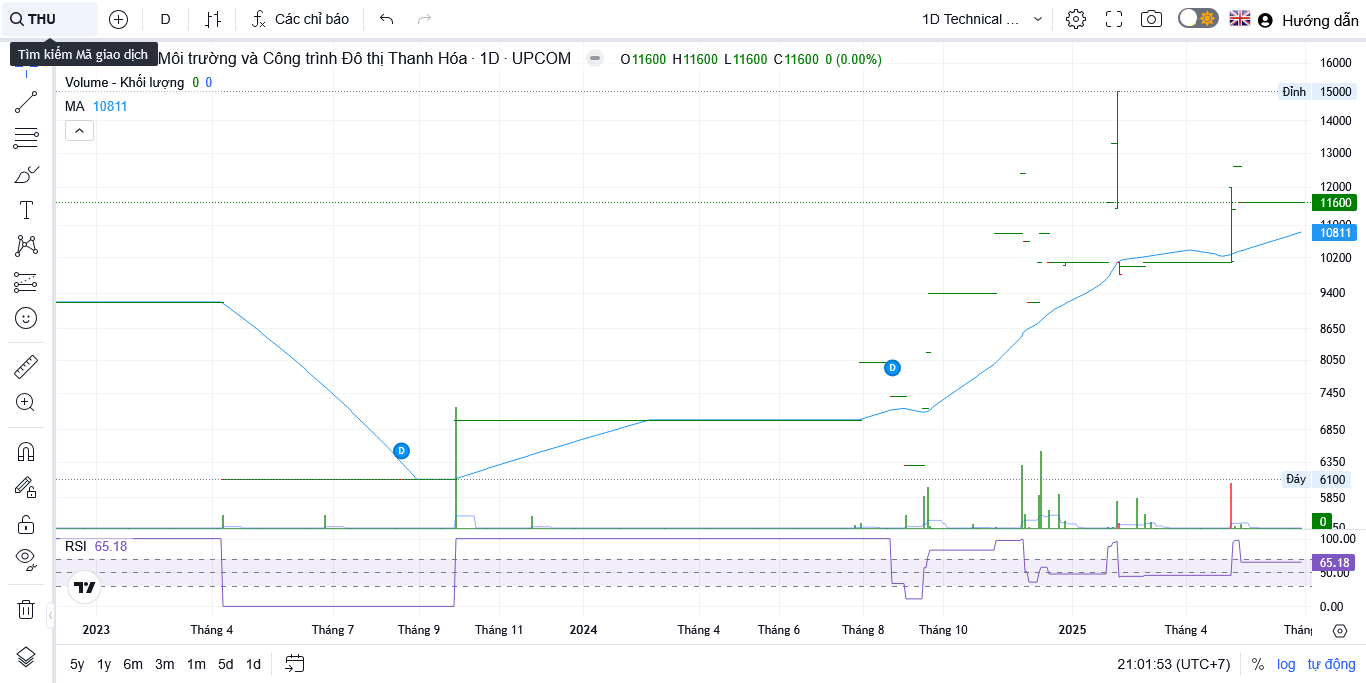 THU
D
Các chỉ báo
1D Technical ...
Hướng dẫn
Tìm kiếm Mã giao dịch
Môi trường và Công trình Đô thị Thanh Hóa · 1D · UPCOM
O11600 H11600 L11600 C11600 0 (0.00%)
Volume - Khối lượng 0 0
MA 10811
16000
Đỉnh 15000
14000
13000
12000
11600
11000
10811
10200
9400
8650
8050
7450
6850
6350
Đáy 6100
5850
0
50
D
D
RSI 65.18
100.00
65.18
50.00
0.00
2023 Tháng 4 Tháng 7 Tháng 9 Tháng 11 2024 Tháng 4 Tháng 6 Tháng 8 Tháng 10 2025 Tháng 4 Thán
5y 1y 6m 3m 1m 5d 1d
21:01:53 (UTC+7) % log tự động